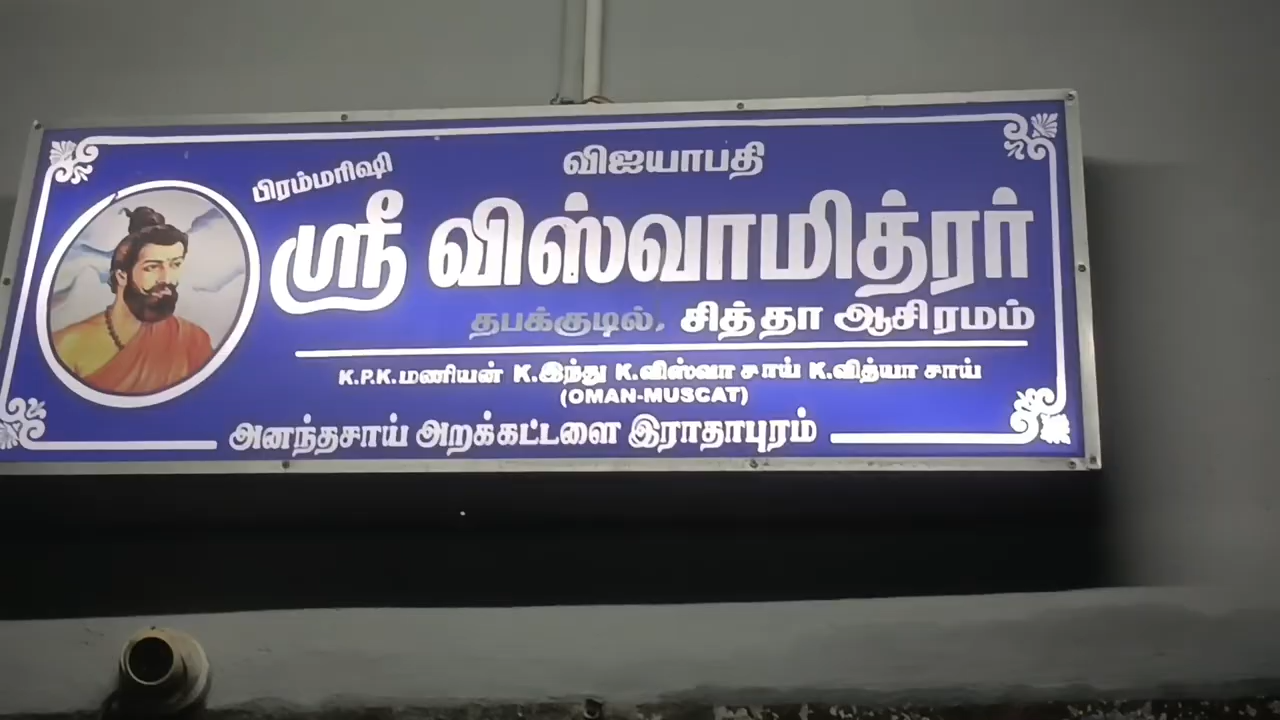 விஜயாபதி
பிரம்மரிஷி
ஸ்ரீ விஸ்வாமித்ரர்
தபக்குடில், சித்தா ஆசிரமம்
K.P.K.மணியன் K.இந்து K.விஸ்வா சாய் K.வித்யா சாய்
(OMAN-MUSCAT)
அனந்தசாய் அறக்கட்டளை இராதாபுரம்